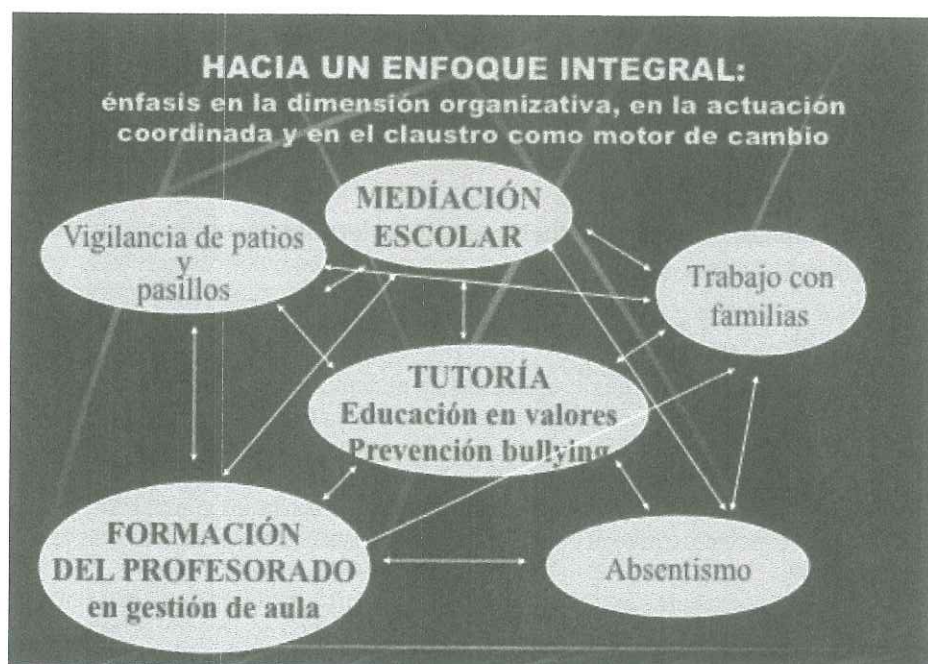 HACIA UN ENFOQUE INTEGRAL:
énfasis en la dimensión organizativa, en la actuación
coordinada y en el claustro como motor de cambio
MEDÍACIÓN
ESCOLAR
Vigilancia de patios
y
pasillos
Trabajo con
familias
TUTORÍA
Educación en valores
Prevención bullying
FORMACIÓN
DEL PROFESORADO
en gestión de aula
Absentismo